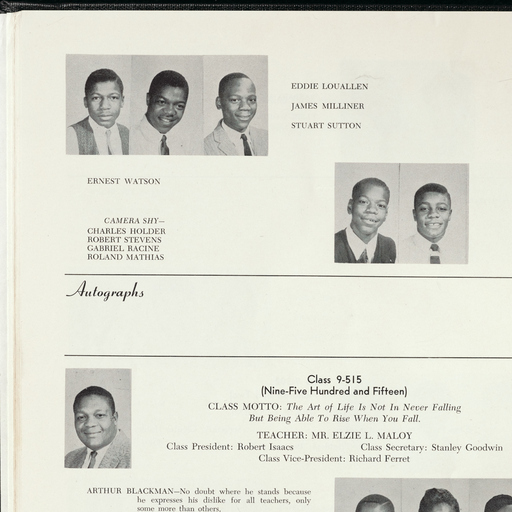 EDDIE LOUALLEN
JAMES MILLINER
STUART SUTTON
ERNEST WATSON
CAMERA SHY—
CHARLES HOLDER
ROBERT STEVENS
GABRIEL RACINE
ROLAND MATHIAS
Autographs
Class 9-515
(Nine-Five Hundred and Fifteen)
CLASS MOTTO: The Art of Life Is Not In Never Falling
But Being Able To Rise When You Fall.
TEACHER: MR. ELZIE L. MALOY
Class President: Robert Isaacs Class Secretary: Stanley Goodwin
Class Vice-President: Richard Ferret
ARTHUR BLACKMAN—No doubt where he stands because
he expresses his dislike for all teachers, only
some more than others.